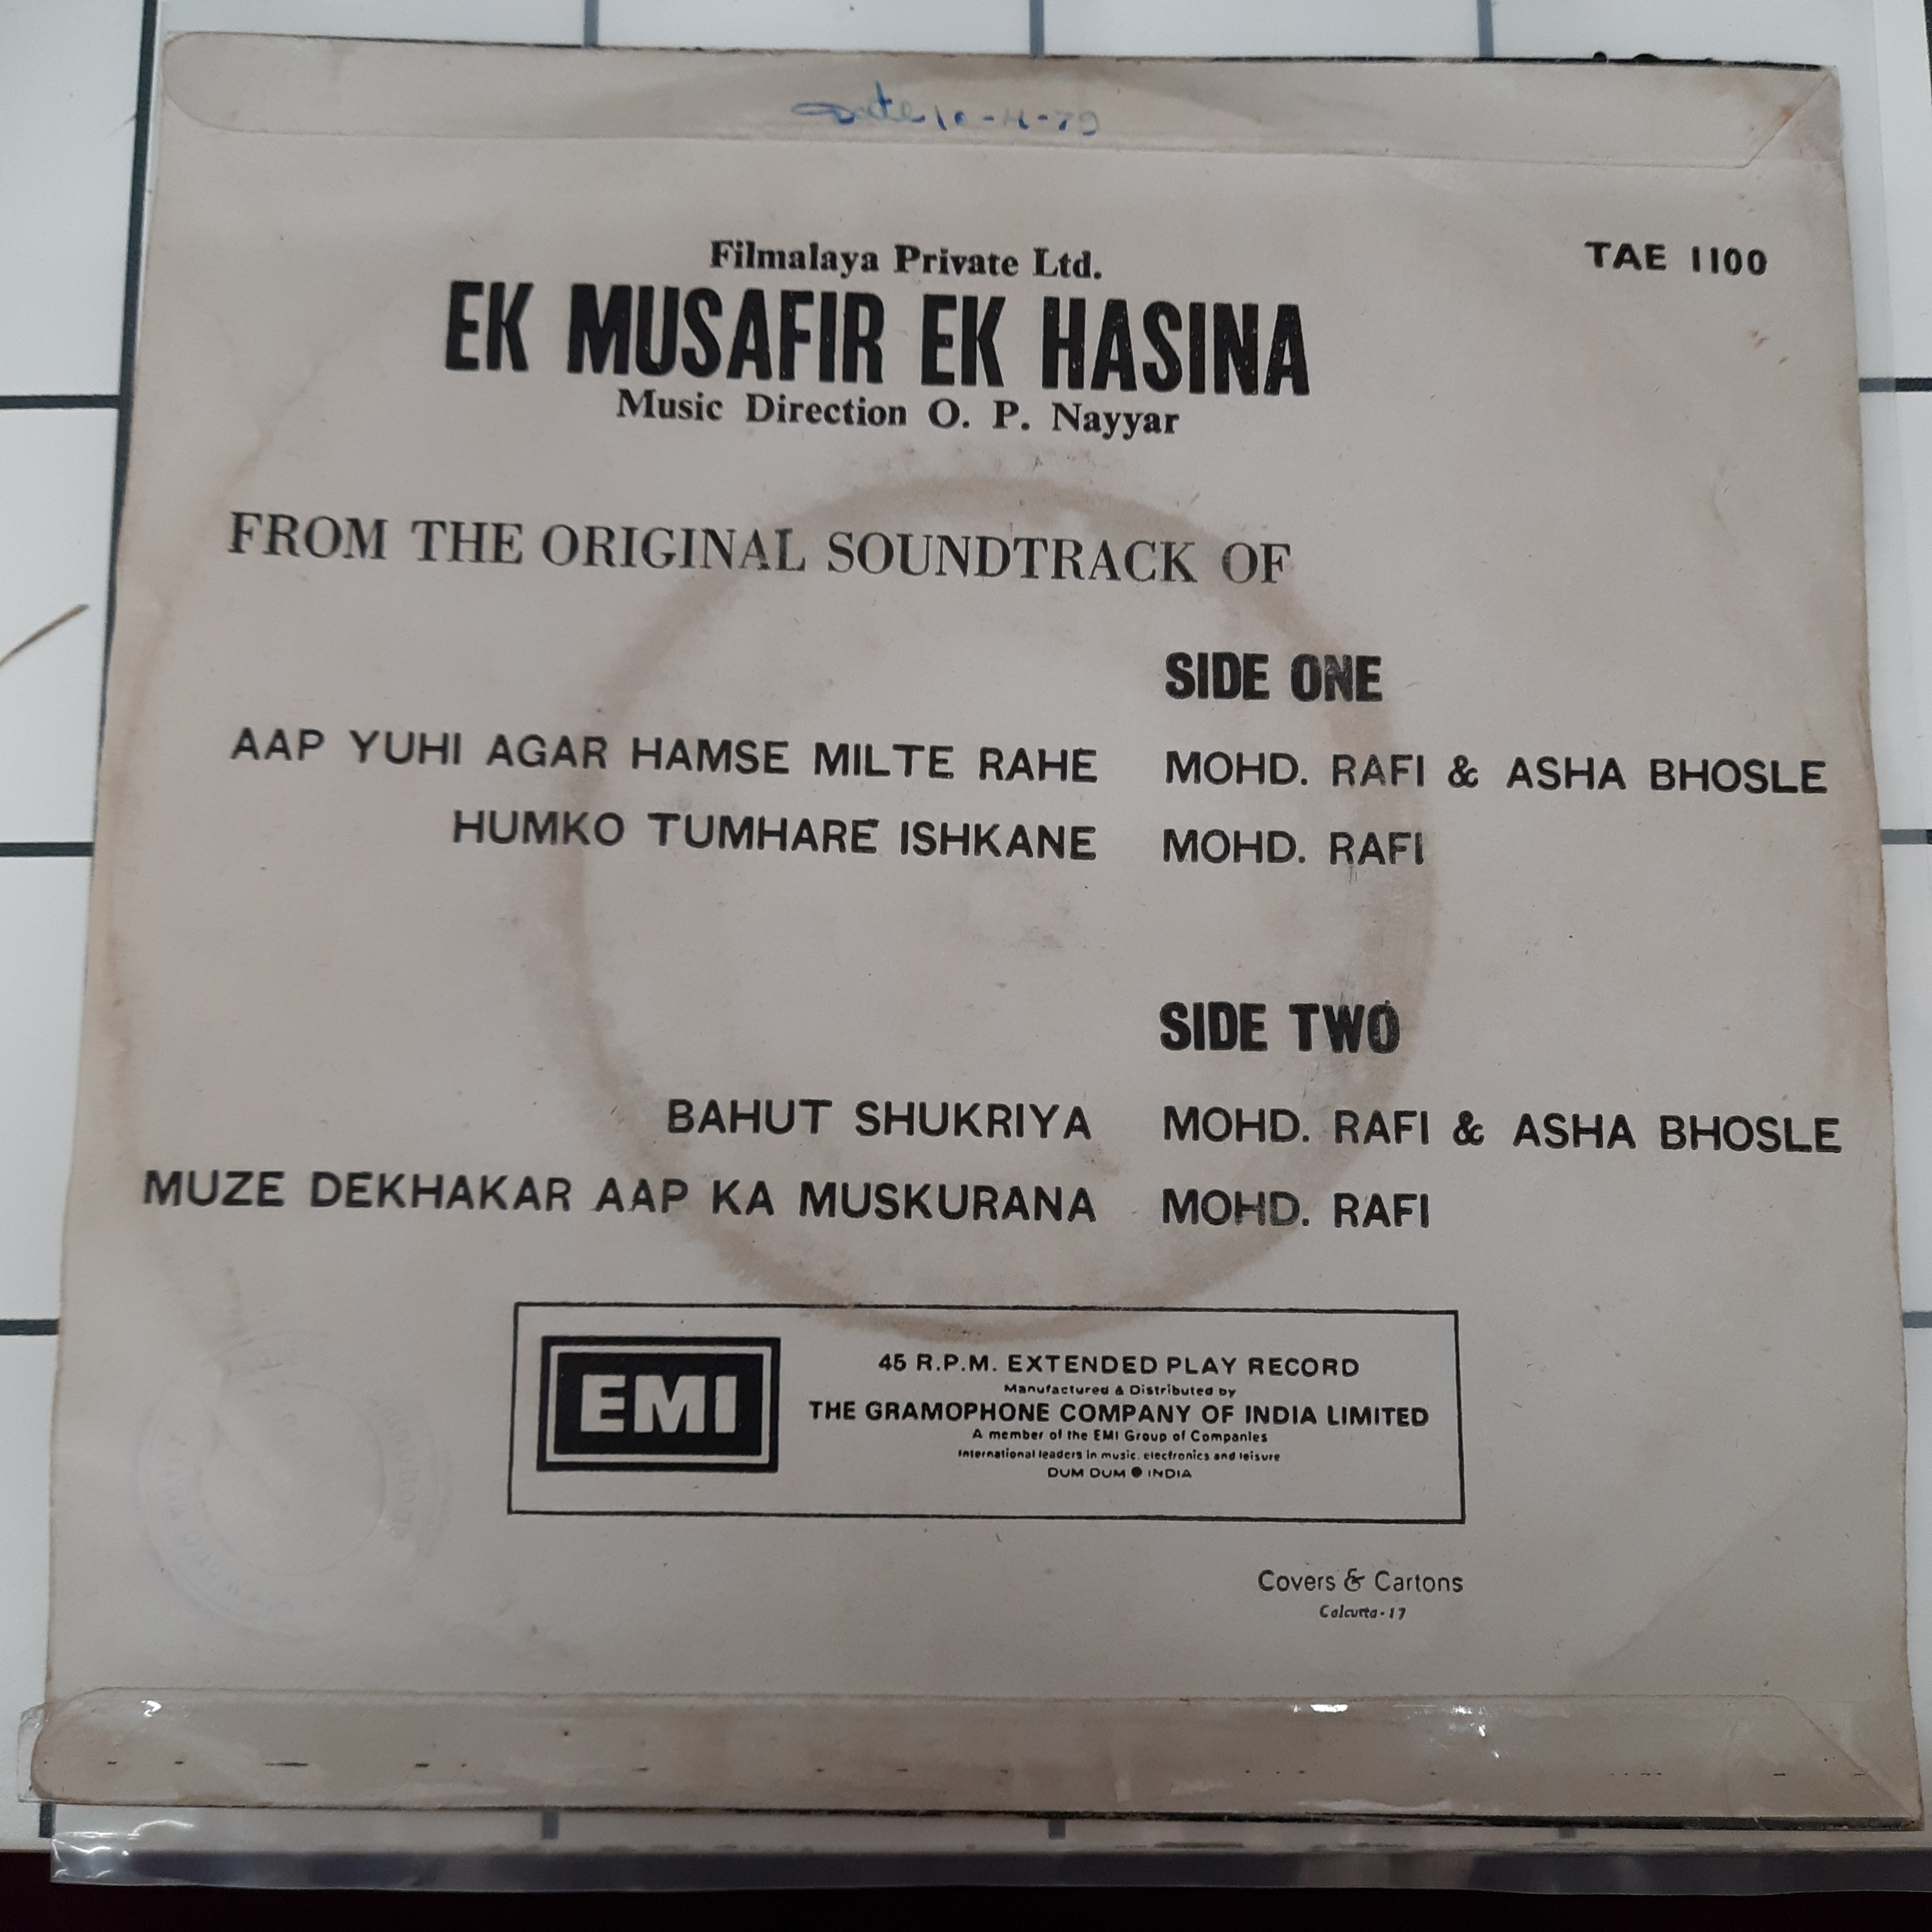 Date
Filmalaya Private Ltd.
TAE 1100
EK MUSAFIR EK HASINA
Music Direction O. P. Nayyar
FROM THE ORIGINAL SOUNDTRACK OF
SIDE ONE
AAP YUHI AGAR HAMSE MILTE RAHE MOHD. RAFI & ASHA BHOSLE
HUMKO TUMHARE ISHKANE MOHD. RAFI
SIDE TWO
BAHUT SHUKRIYA MOHD. RAFI & ASHA BHOSLE
MUZE DEKHAKAR AAP KA MUSKURANA MOHD. RAFI
EMI
45 R.P.M. EXTENDED PLAY RECORD
Manufactured & Distributed by
THE GRAMOPHONE COMPANY OF INDIA LIMITED
A member of the EMI Group of Companies
International leaders in music, electronics and leisure
DUM DUM ● INDIA
Covers & Cartons
Calcutta-17